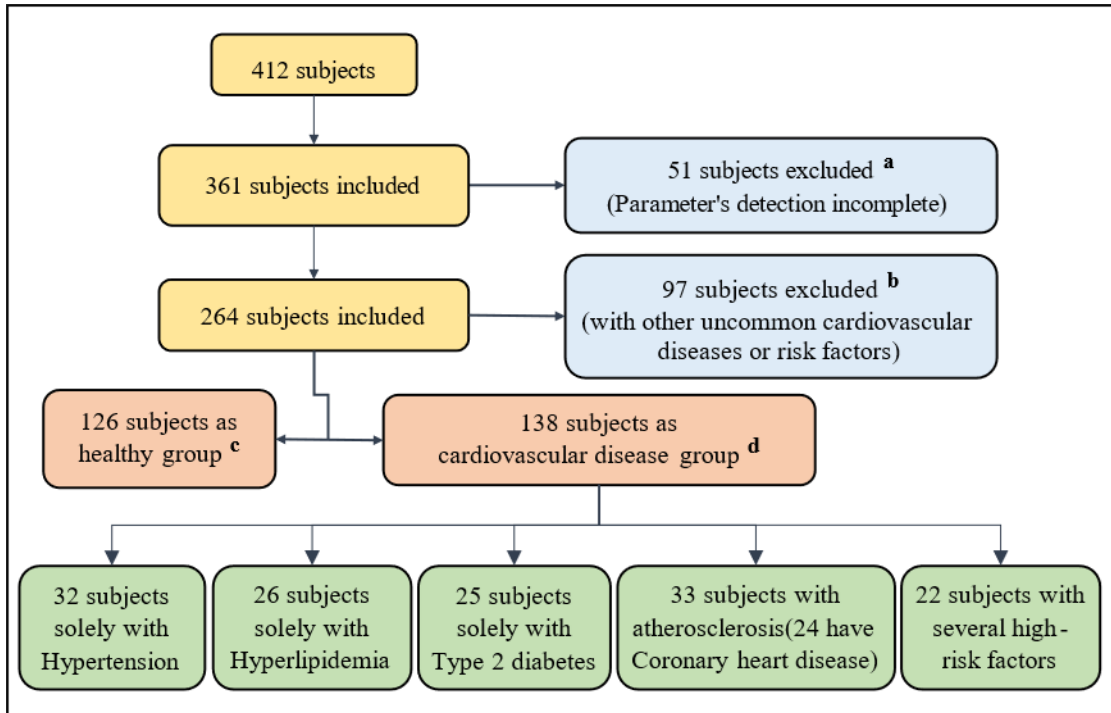 412 subjects
361 subjects included
51 subjects excluded a
(Parameter's detection incomplete)
264 subjects included
97 subjects excluded b
(with other uncommon cardiovascular
diseases or risk factors)
126 subjects as
healthy group c
138 subjects as
cardiovascular disease group d
32 subjects
solely with
Hypertension
26 subjects
solely with
Hyperlipidemia
25 subjects
solely with
Type 2 diabetes
33 subjects with
atherosclerosis(24 have
Coronary heart disease)
22 subjects with
several high-
risk factors